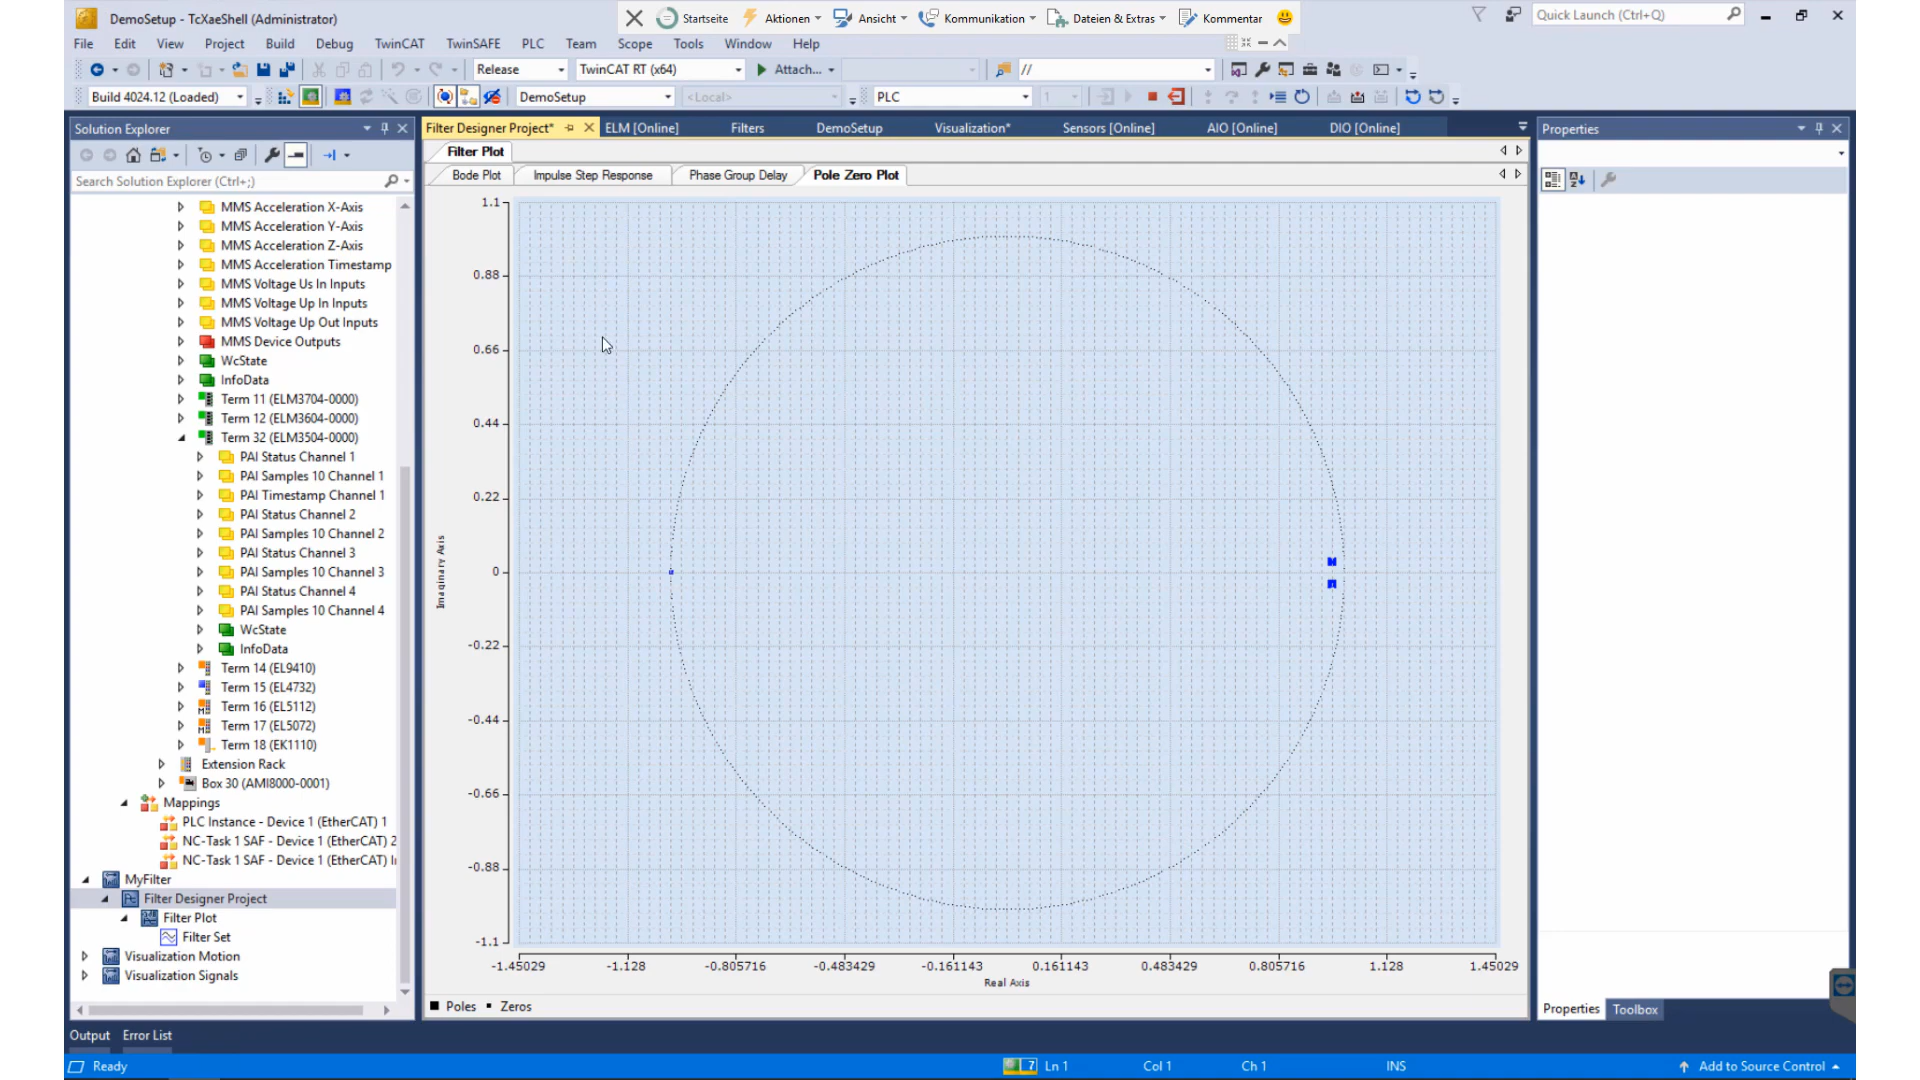 DemoSetup - TcXaeShell (Administrator)
Startseite Aktionen Ansicht Kommunikation Dateien & Extras Kommentar
Quick Launch (Ctrl+Q)
File Edit View Project Build Debug TwinCAT TwinSAFE PLC Team Scope Tools Window Help
Release TwinCAT RT (x64) Attach... //
Build 4024.12 (Loaded) DemoSetup <Local> PLC 1
Solution Explorer
Filter Designer Project* ELM [Online] Filters DemoSetup Visualization* Sensors [Online] AIO [Online] DIO [Online]
Properties
Filter Plot
Bode Plot Impulse Step Response Phase Group Delay Pole Zero Plot
Search Solution Explorer (Ctrl+;)
MMS Acceleration X-Axis
MMS Acceleration Y-Axis
MMS Acceleration Z-Axis
MMS Acceleration Timestamp
MMS Voltage Us In Inputs
MMS Voltage Up In Inputs
MMS Voltage Up Out Inputs
MMS Device Outputs
WcState
InfoData
Term 11 (ELM3704-0000)
Term 12 (ELM3604-0000)
Term 32 (ELM3504-0000)
PAI Status Channel 1
PAI Samples 10 Channel 1
PAI Timestamp Channel 1
PAI Status Channel 2
PAI Samples 10 Channel 2
PAI Status Channel 3
PAI Samples 10 Channel 3
PAI Status Channel 4
PAI Samples 10 Channel 4
WcState
InfoData
Term 14 (EL9410)
Term 15 (EL4732)
Term 16 (EL5112)
Term 17 (EL5072)
Term 18 (EK1110)
Extension Rack
Box 30 (AMI8000-0001)
Mappings
PLC Instance - Device 1 (EtherCAT) 1
NC-Task 1 SAF - Device 1 (EtherCAT) 2
NC-Task 1 SAF - Device 1 (EtherCAT) I
MyFilter
Filter Designer Project
Filter Plot
Filter Set
Visualization Motion
Visualization Signals
1.1
0.88
0.66
0.44
0.22
0
-0.22
-0.44
-0.66
-0.88
-1.1
Imaginary Axis
-1.45029 -1.128 -0.805716 -0.483429 -0.161143 0.161143 0.483429 0.805716 1.128 1.45029
Real Axis
Poles Zeros
Properties Toolbox
Output Error List
Ready 7 Ln 1 Col 1 Ch 1 INS Add to Source Control